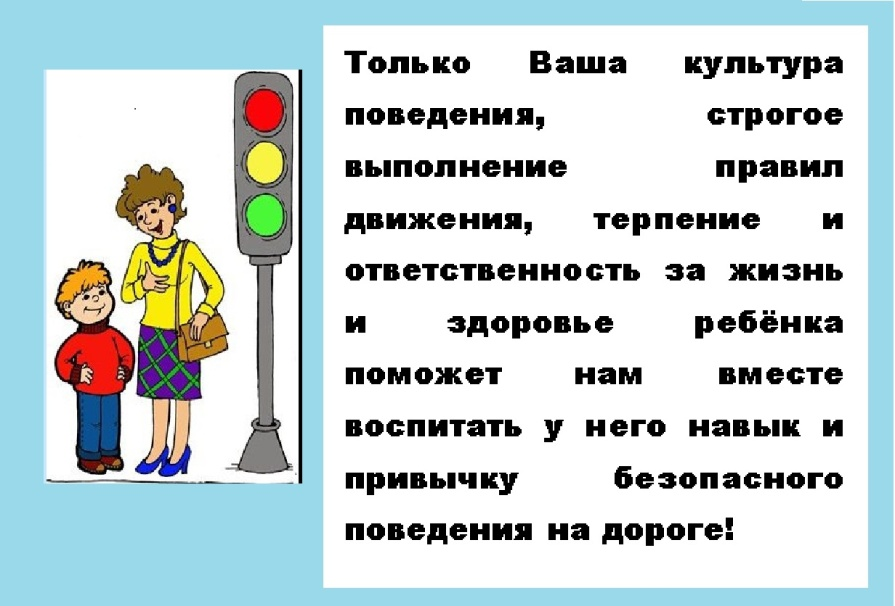 Только Ваша культура
поведения, строгое
выполнение правил
движения, терпение и
ответственность за жизнь
и здоровье ребёнка
поможет нам вместе
воспитать у него навык и
привычку безопасного
поведения на дороге!